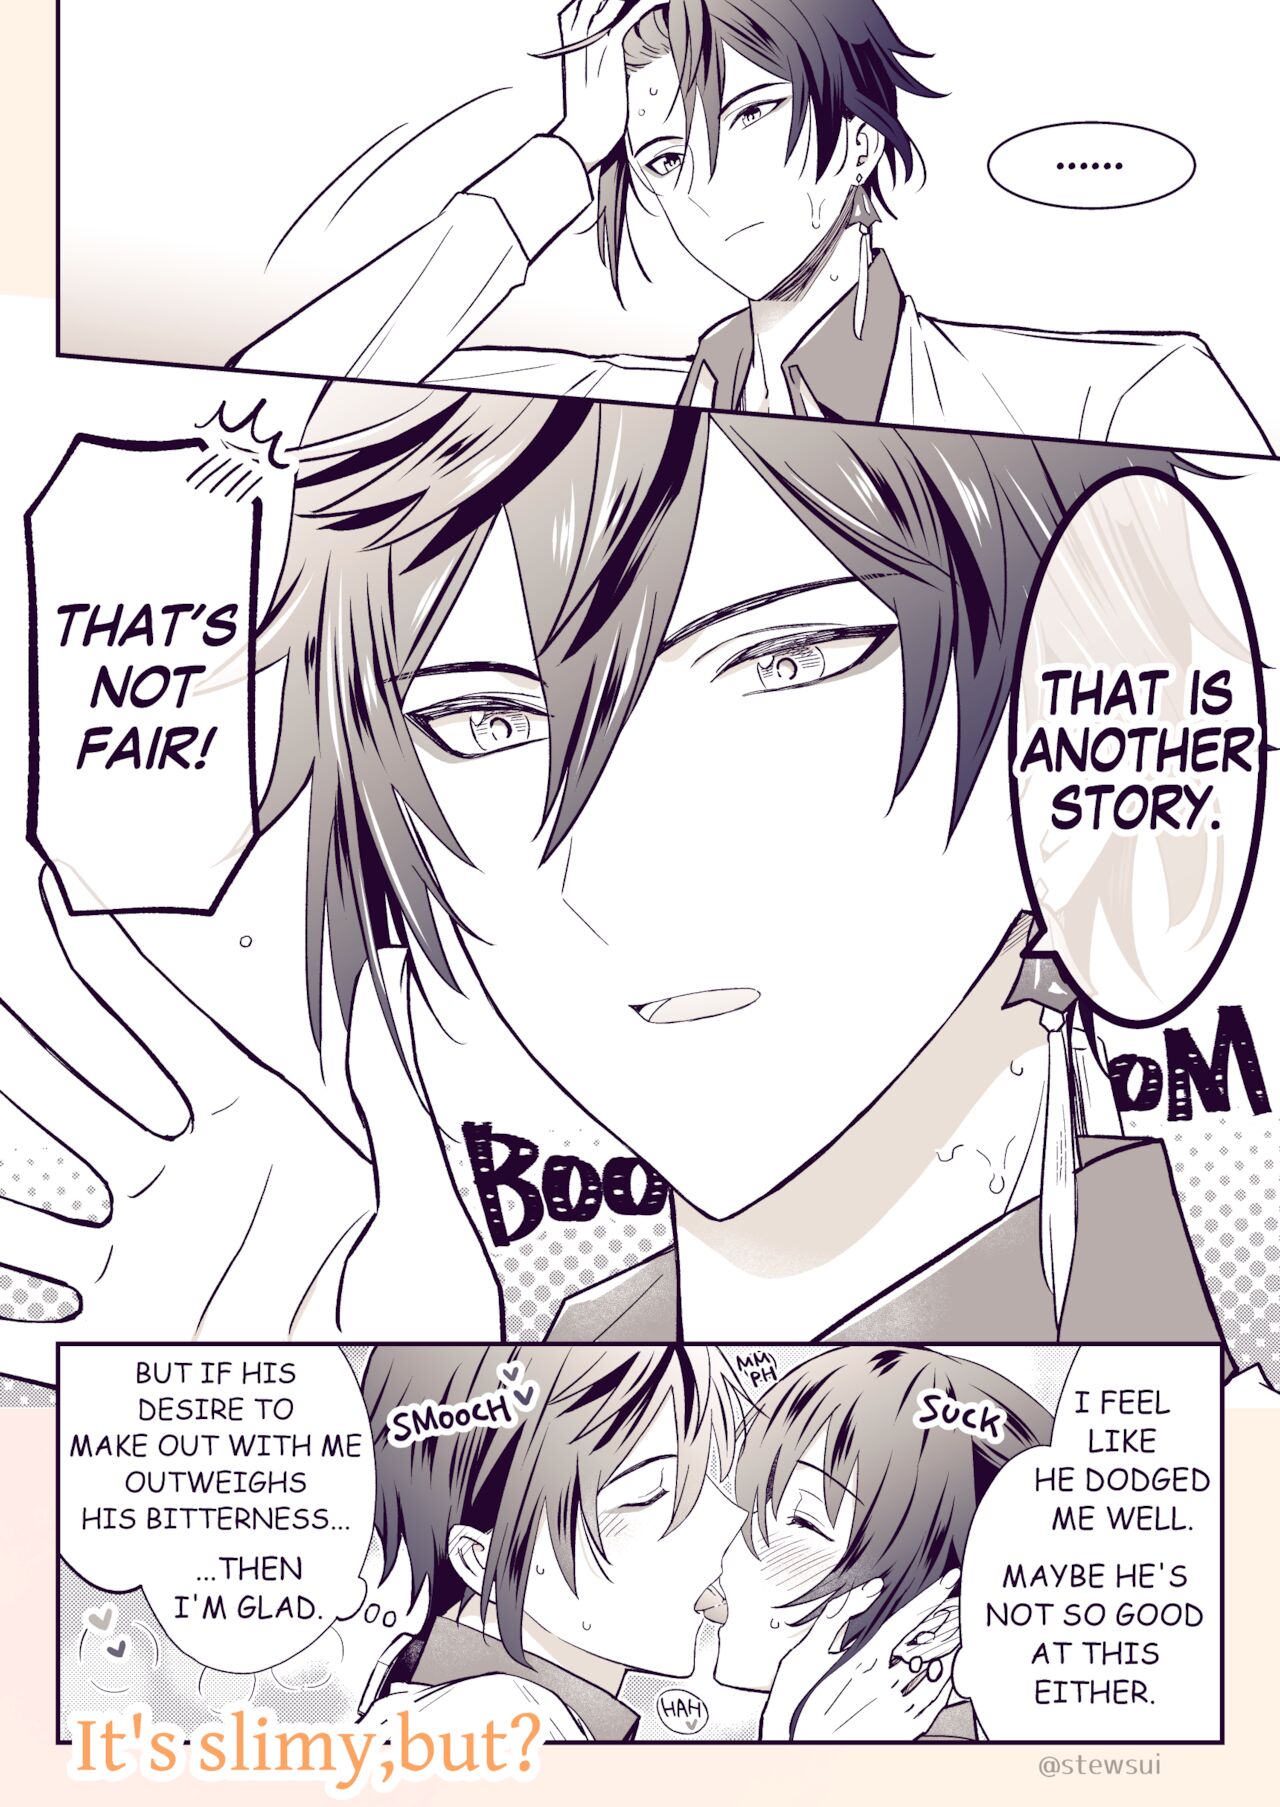 ......
THAT IS
ANOTHER
STORY.
THAT'S
NOT
FAIR!
BOO
OM
I FEEL
LIKE
HE DODGED
ME WELL.
MAYBE HE'S
NOT SO GOOD
AT THIS
EITHER.
SUCK
MM
PH
SMOOCH
HAH
BUT IF HIS
DESIRE TO
MAKE OUT WITH ME
OUTWEIGHS
HIS BITTERNESS...
...THEN
I'M GLAD.
It's slimy,but?
@stewsui